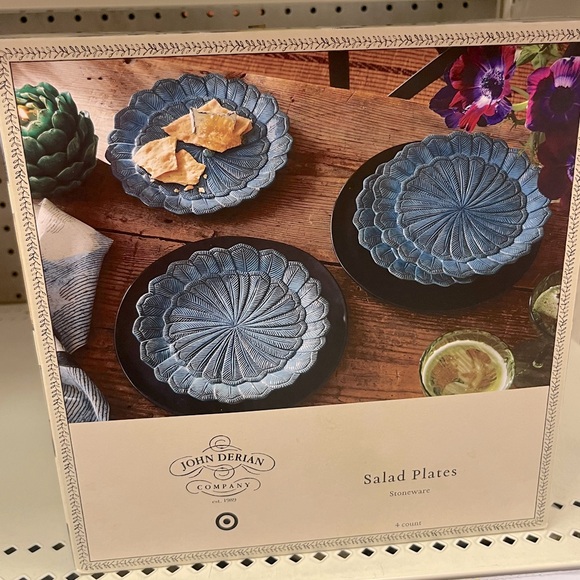 JOHN DERIAN
COMPANY
est. 1989
Salad Plates
Stoneware
4 count